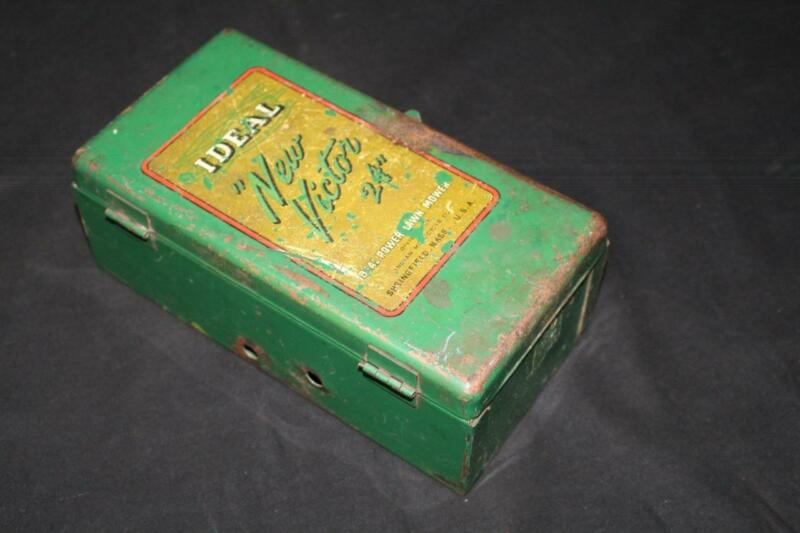 IDEAL
"New
Victor
24"
POWER LAWN MOWER
SPRINGFIELD, MASS. U.S.A.